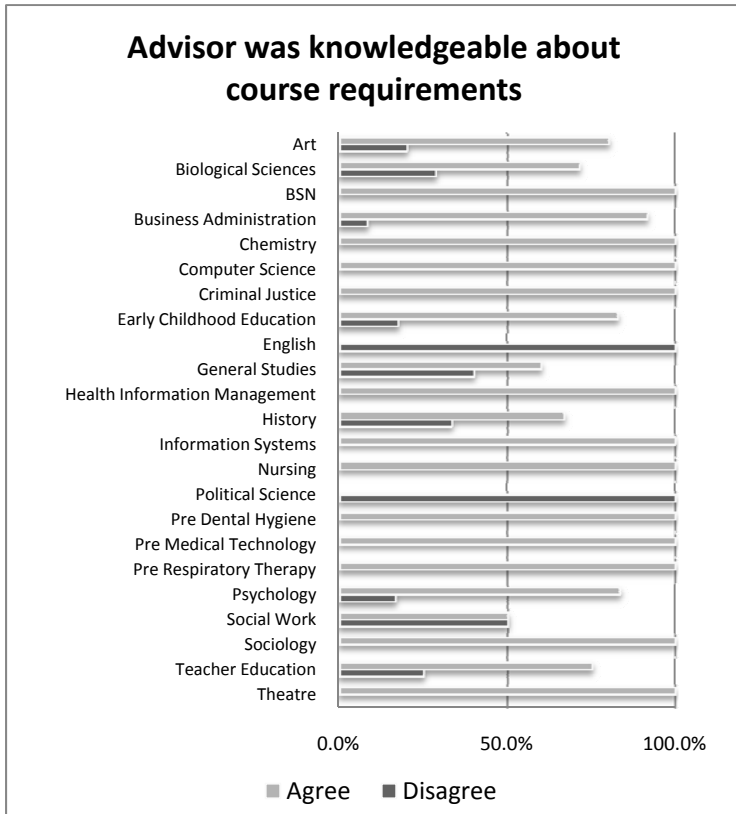 Advisor was knowledgeable about
course requirements
Art
Biological Sciences
BSN
Business Administration
Chemistry
Computer Science
Criminal Justice
Early Childhood Education
English
General Studies
Health Information Management
History
Information Systems
Nursing
Political Science
Pre Dental Hygiene
Pre Medical Technology
Pre Respiratory Therapy
Psychology
Social Work
Sociology
Teacher Education
Theatre
0.0% 50.0% 100.0%
Agree Disagree